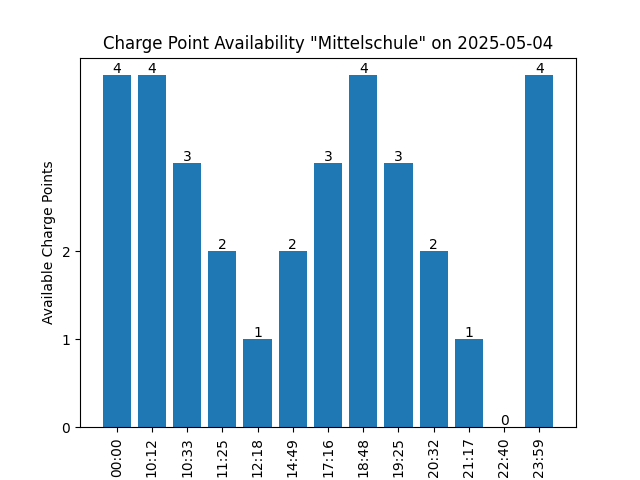 Charge Point Availability "Mittelschule" on 2025-05-04
4 4 3 2 1 2 3 4 3 2 1 0 4
Available Charge Points
2
1
0
00:00 10:12 10:33 11:25 12:18 14:49 17:16 18:48 19:25 20:32 21:17 22:40 23:59